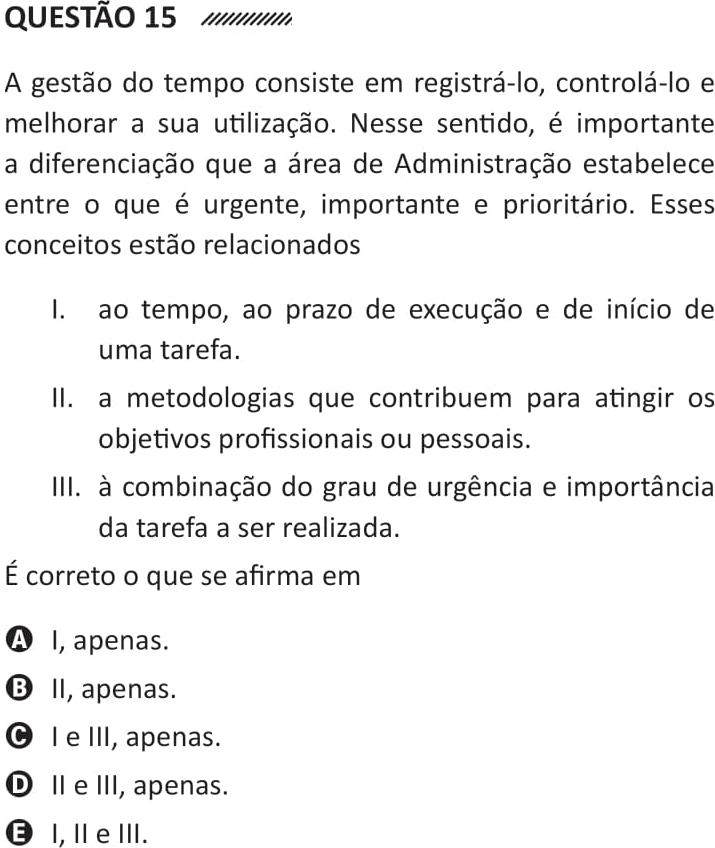 QUESTÃO 15
A gestão do tempo consiste em registrá-lo, controlá-lo e
melhorar a sua utilização. Nesse sentido, é importante
a diferenciação que a área de Administração estabelece
entre o que é urgente, importante e prioritário. Esses
conceitos estão relacionados
I. ao tempo, ao prazo de execução e de início de
uma tarefa.
II. a metodologias que contribuem para atingir os
objetivos profissionais ou pessoais.
III. à combinação do grau de urgência e importância
da tarefa a ser realizada.
É correto o que se afirma em
A I, apenas.
B II, apenas.
C I e III, apenas.
D II e III, apenas.
E I, II e III.